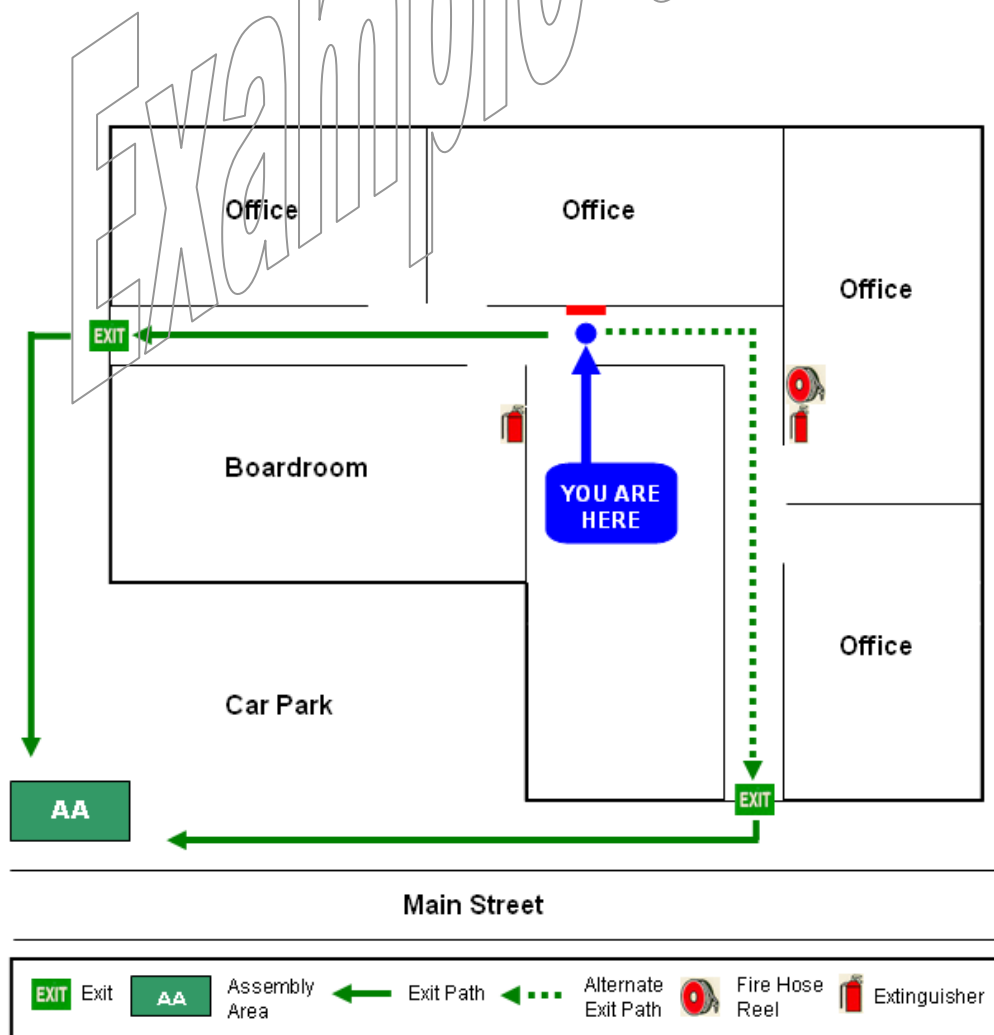 Example
Office
Office
Office
EXIT
Boardroom
YOU ARE
HERE
Office
Car Park
AA
EXIT
Main Street
EXIT Exit
AA Assembly
Area
Exit Path
Alternate
Exit Path
Fire Hose
Reel
Extinguisher